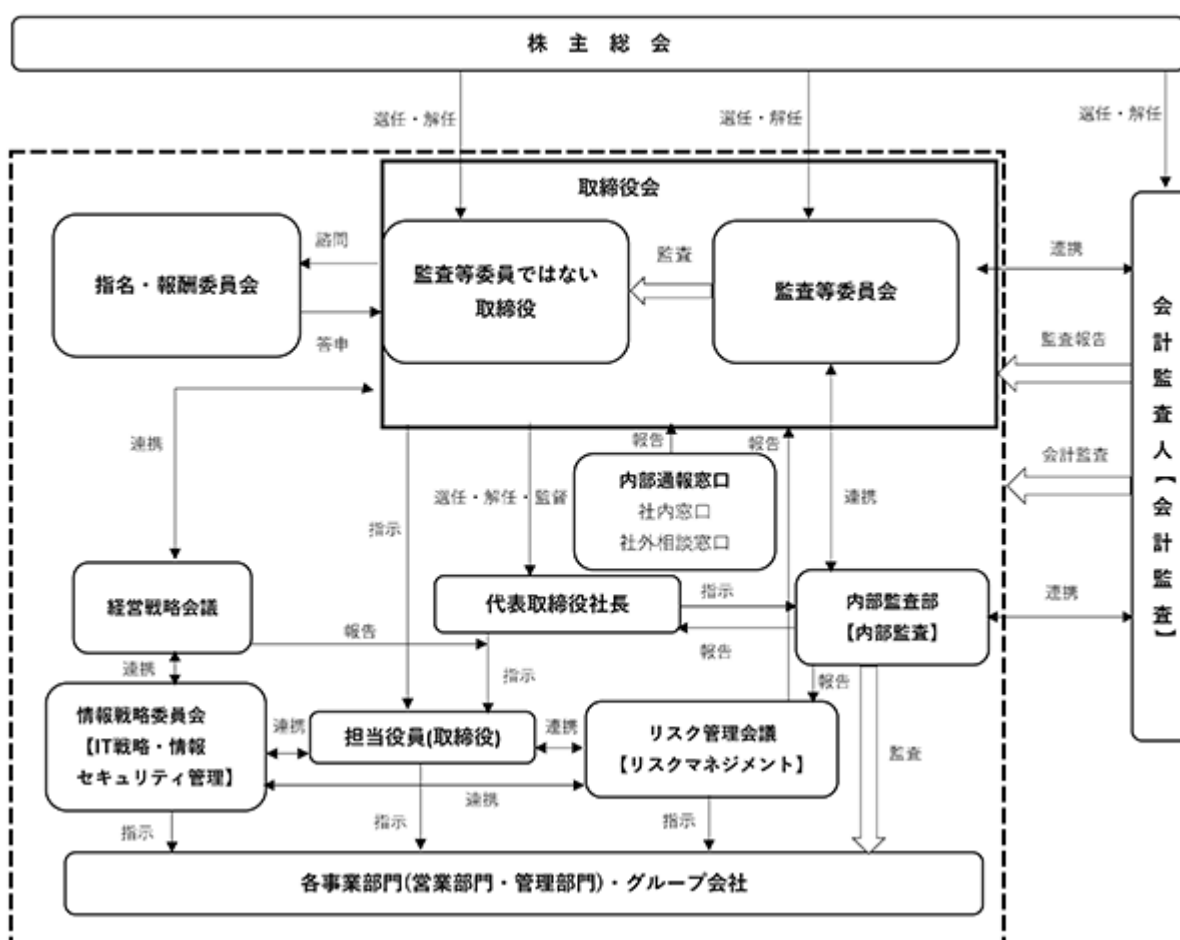 株 主 総 会
選任・解任
選任・解任
選任・解任
取締役会
指名・報酬委員会
諮問
答申
監査等委員ではない
取締役
監査
監査等委員会
連携
監査報告
会計監査
連携
会計監査人【会計監査】
連携
指示
選任・解任・監督
報告
内部通報窓口
社内窓口
社外相談窓口
報告
連携
経営戦略会議
報告
代表取締役社長
指示
報告
内部監査部
【内部監査】
連携
指示
報告
情報戦略委員会
【IT戦略・情報
セキュリティ管理】
連携
担当役員(取締役)
連携
リスク管理会議
【リスクマネジメント】
監査
連携
指示
指示
指示
各事業部門(営業部門・管理部門)・グループ会社